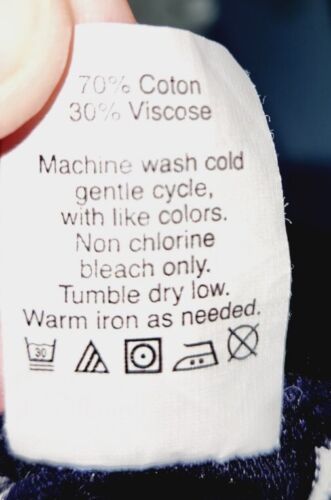 70% Coton
30% Viscose
Machine wash cold
gentle cycle,
with like colors.
Non chlorine
bleach only.
Tumble dry low.
Warm iron as needed.
30